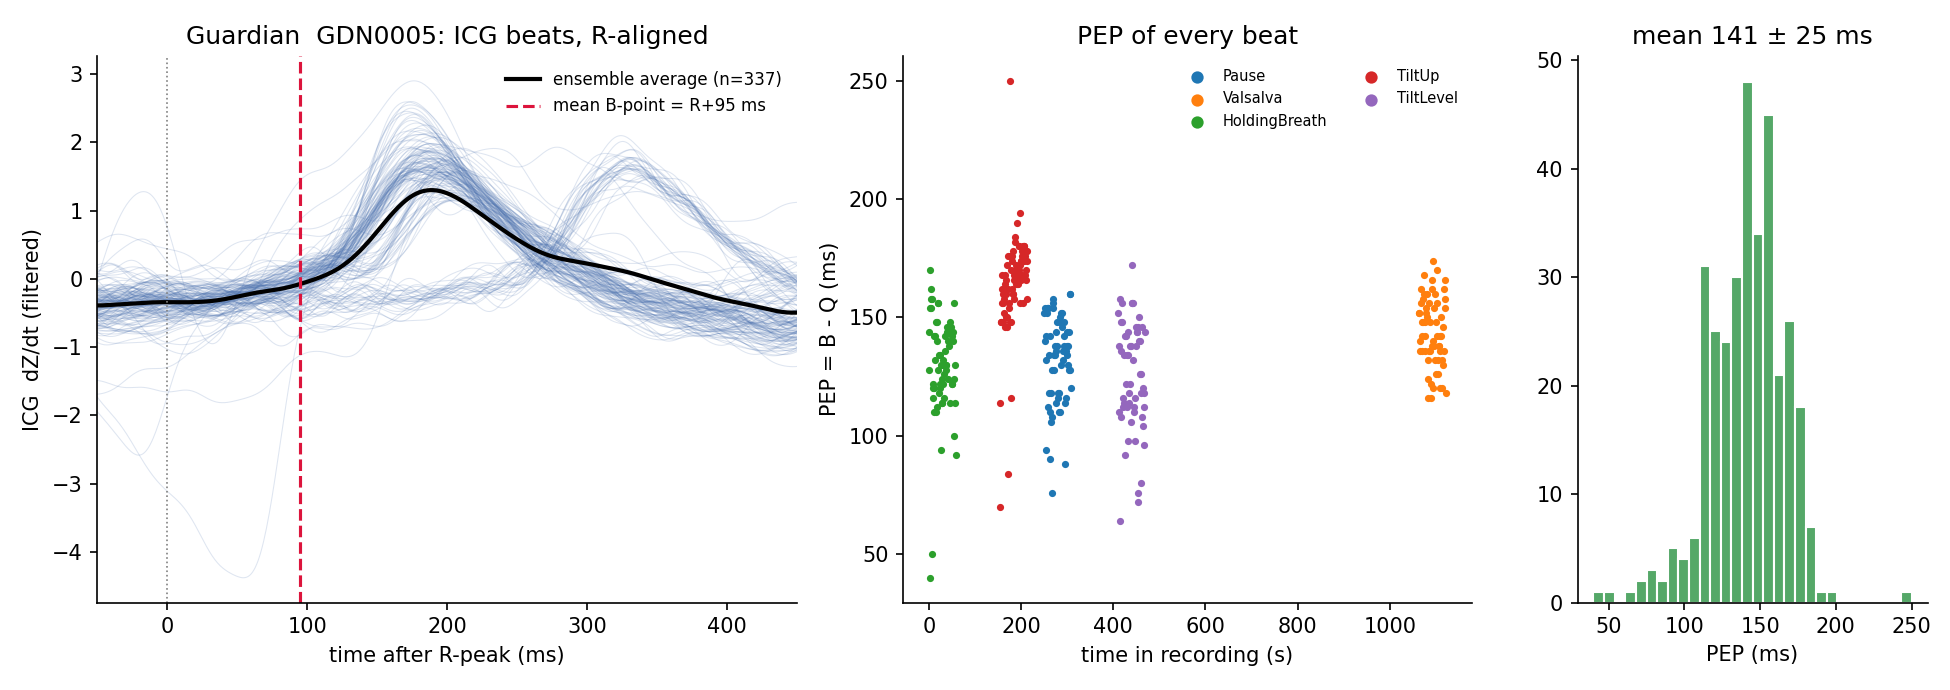 Guardian  GDN0005: ICG beats, R-aligned
ensemble average (n=337)
mean B-point = R+95 ms
3
2
1
0
−1
−2
−3
−4
ICG  dZ/dt (filtered)
0
100
200
300
400
time after R-peak (ms)
PEP of every beat
Pause
Valsalva
HoldingBreath
TiltUp
TiltLevel
250
200
150
100
50
PEP = B - Q (ms)
0
200
400
600
800
1000
time in recording (s)
mean 141 ± 25 ms
50
40
30
20
10
0
50
100
150
200
250
PEP (ms)